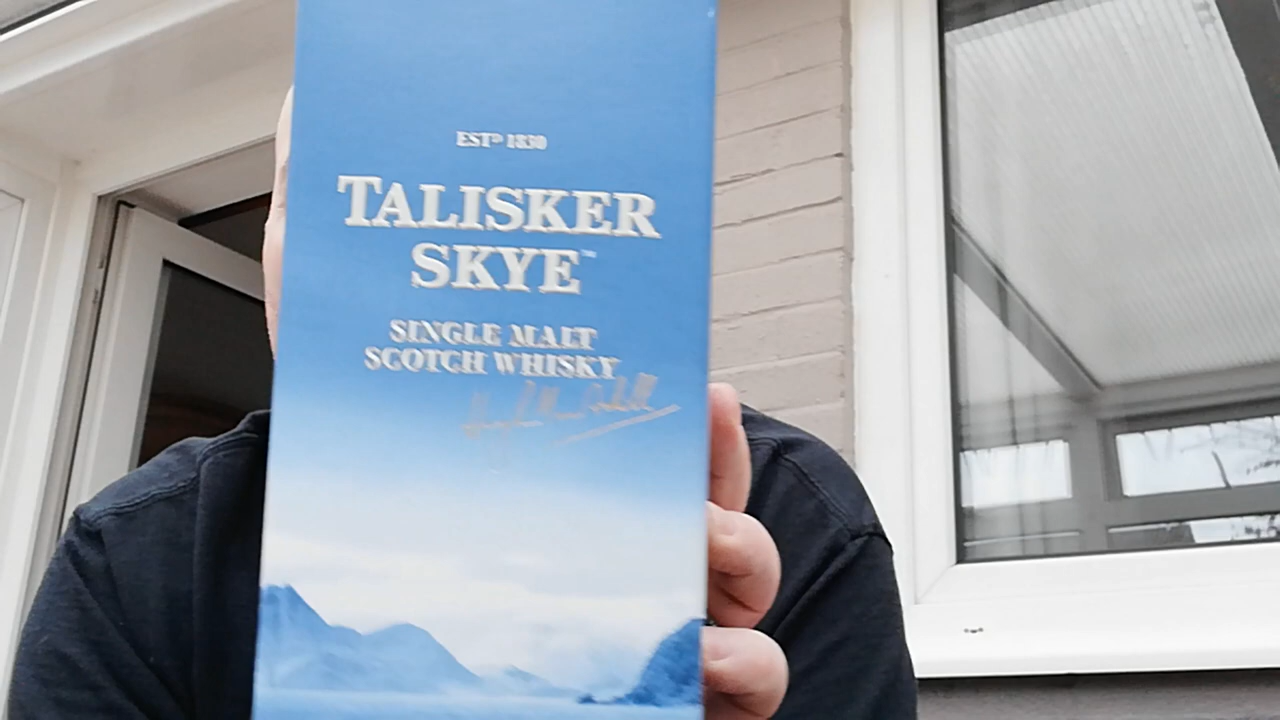 ESTD 1830
TALISKER
SKYE™
SINGLE MALT
SCOTCH WHISKY